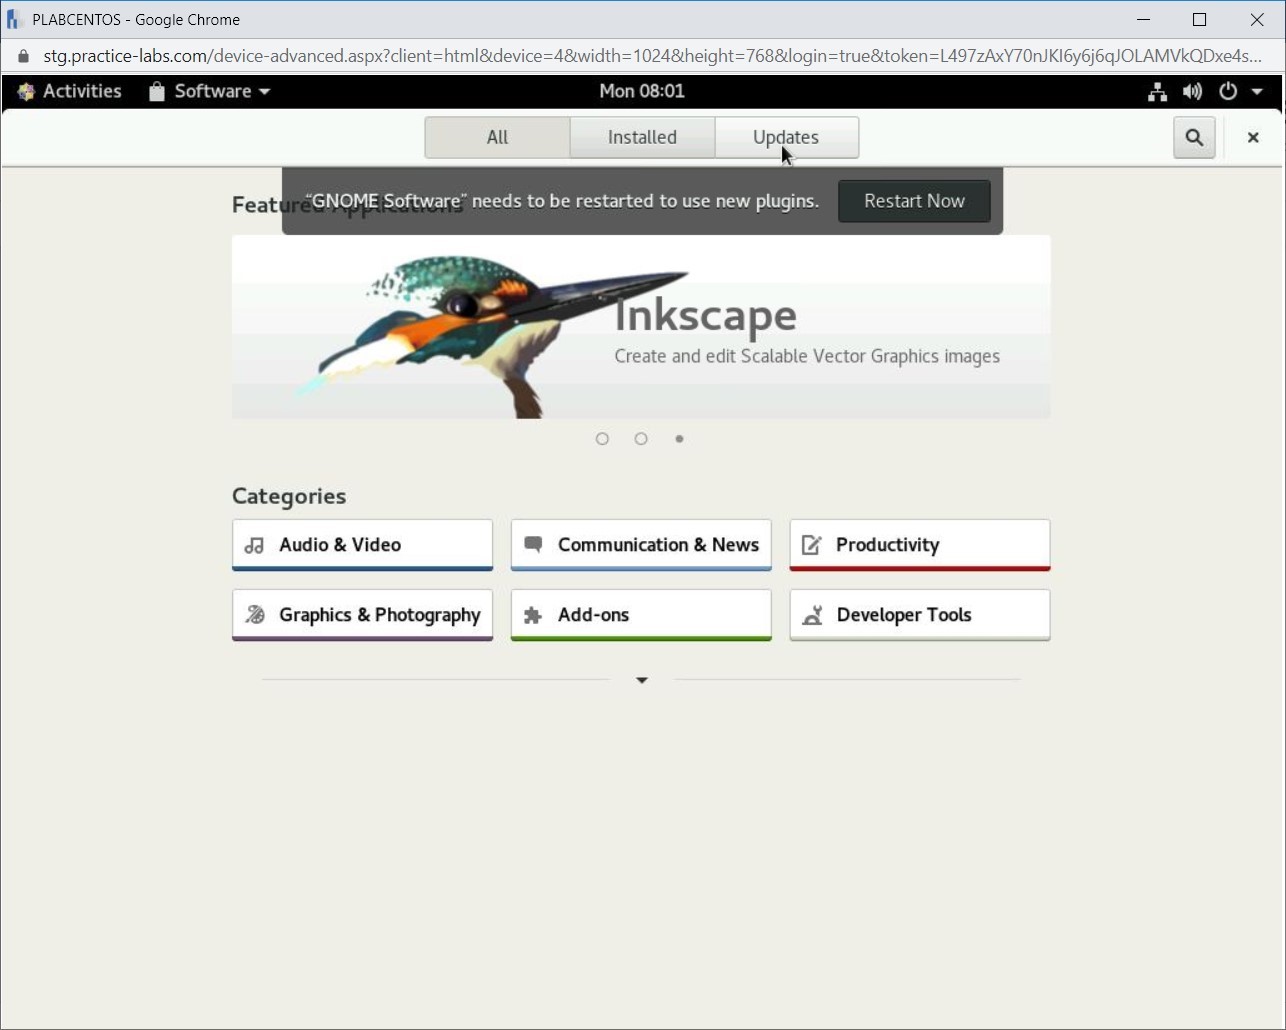 PLABCENTOS - Google Chrome
stg.practice-labs.com/device-advanced.aspx?client=html&device=4&width=1024&height=768&login=true&token=L497zAxY70nJKI6y6j6qJOLAMVkQDxe4s...
Activities Software Mon 08:01
All Installed Updates
Featured Applications
“GNOME Software” needs to be restarted to use new plugins. Restart Now
Inkscape
Create and edit Scalable Vector Graphics images
Categories
Audio & Video Communication & News Productivity
Graphics & Photography Add-ons Developer Tools